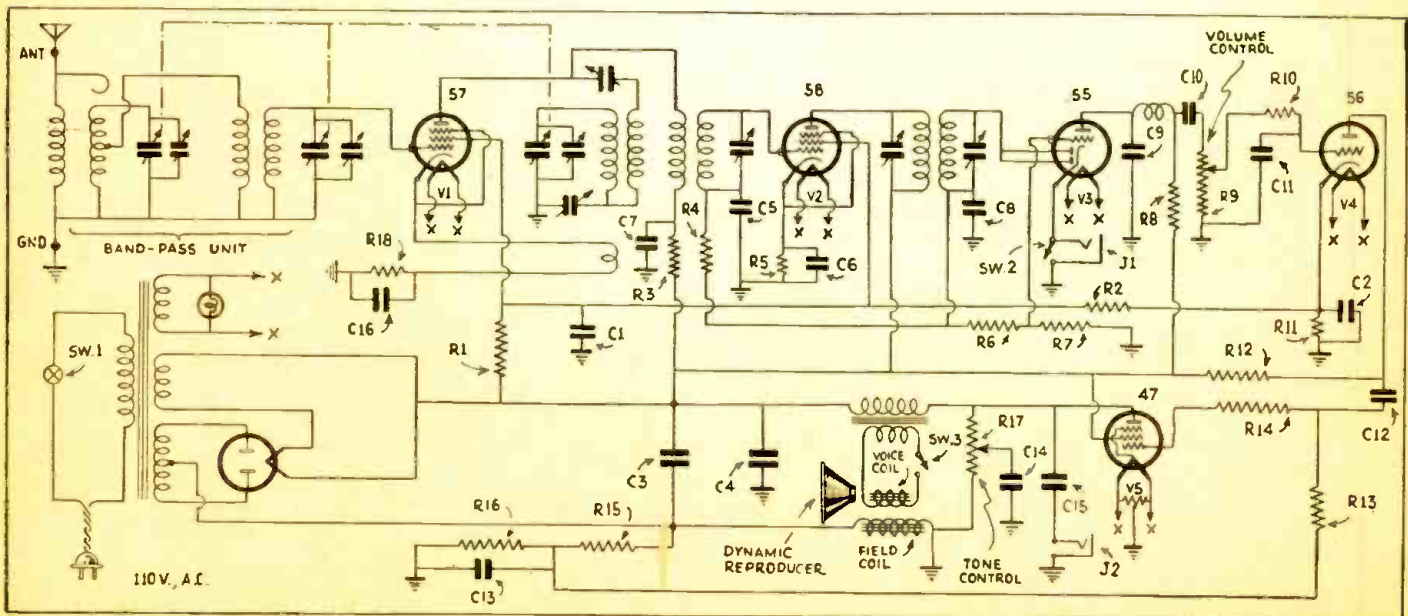 ANT
GND
BAND-PASS UNIT
57
V1
58
V2
55
V3
56
V4
47
V5
VOLUME
CONTROL
C10
R10
C9
R8
R9
C11
C7
R3
R4
C5
R5
C6
C8
SW.2
J1
R2
C2
R11
R18
C16
R1
C1
R6
R7
R12
R14
C12
R13
SW.1
110V., A.C.
C3
C4
VOICE
COIL
SW.3
R17
C14
C15
J2
R16
R15
C13
DYNAMIC
REPRODUCER
FIELD
COIL
TONE
CONTROL
X
X
X
X
X
X
X
X
X
X
X
X